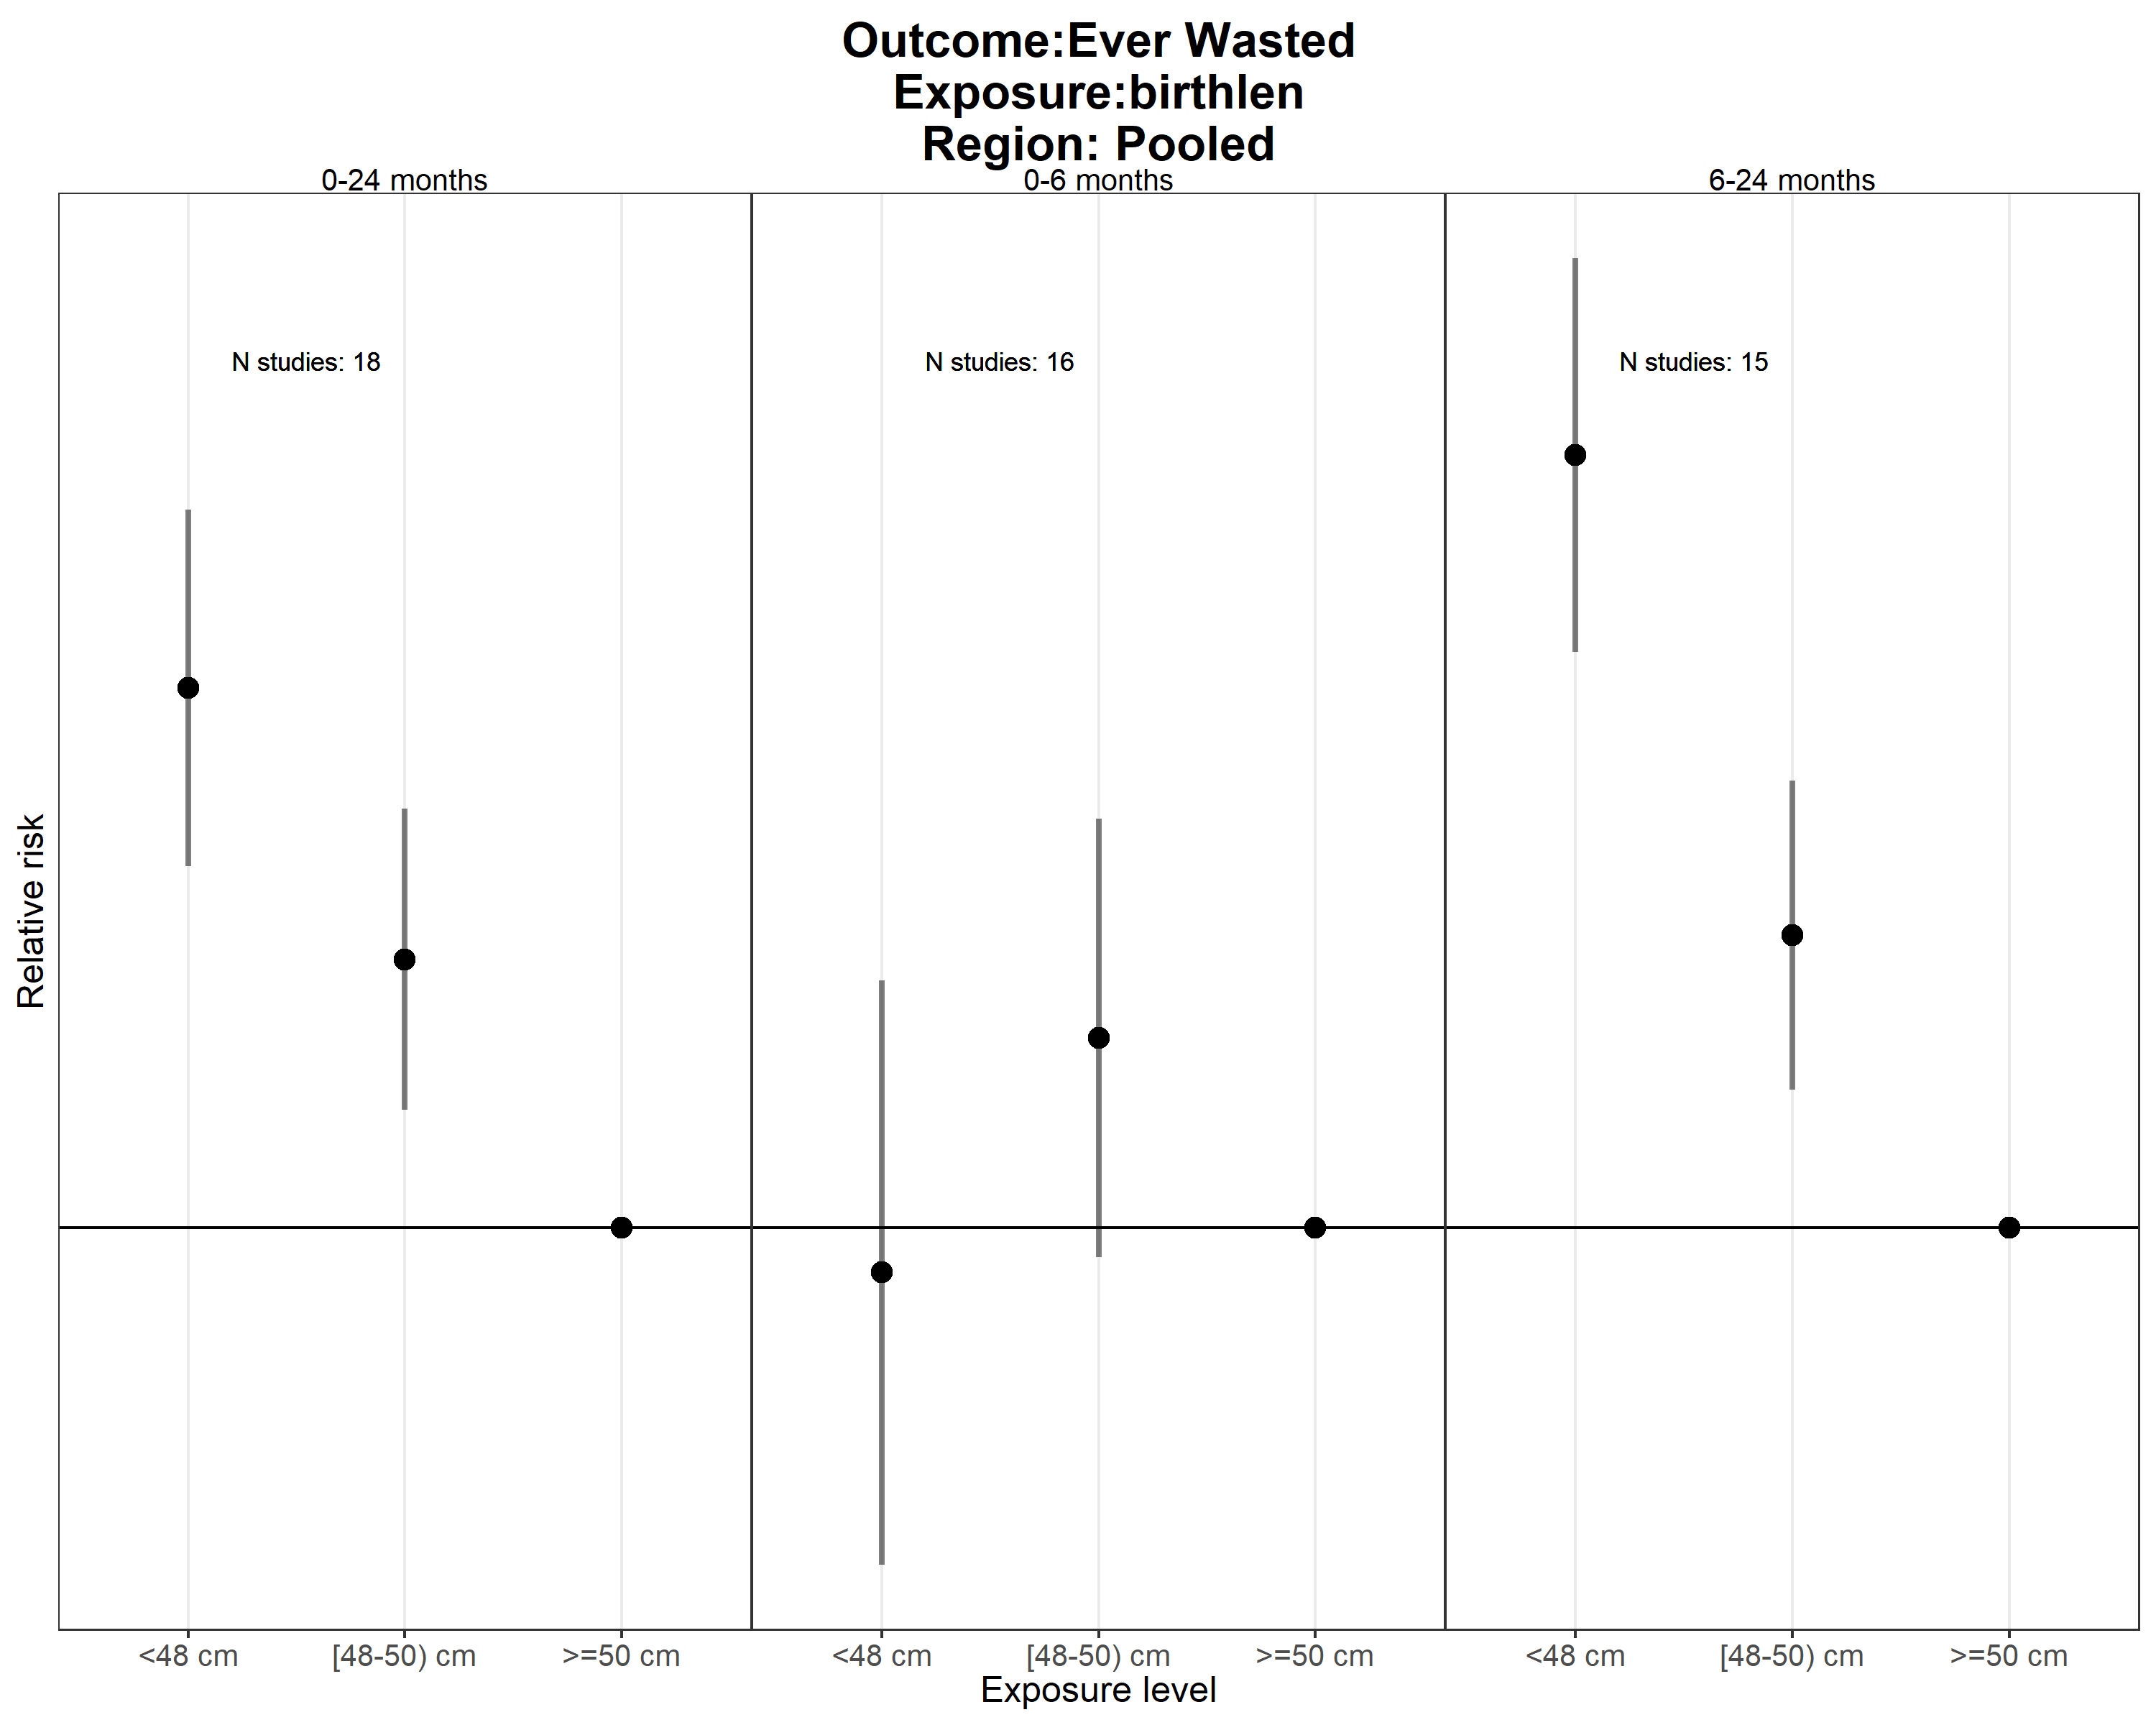 Outcome:Ever Wasted
Exposure:birthlen
Region: Pooled
0-24 months
0-6 months
6-24 months
N studies: 18
N studies: 16
N studies: 15
Relative risk
<48 cm
[48-50) cm
>=50 cm
<48 cm
[48-50) cm
>=50 cm
<48 cm
[48-50) cm
>=50 cm
Exposure level